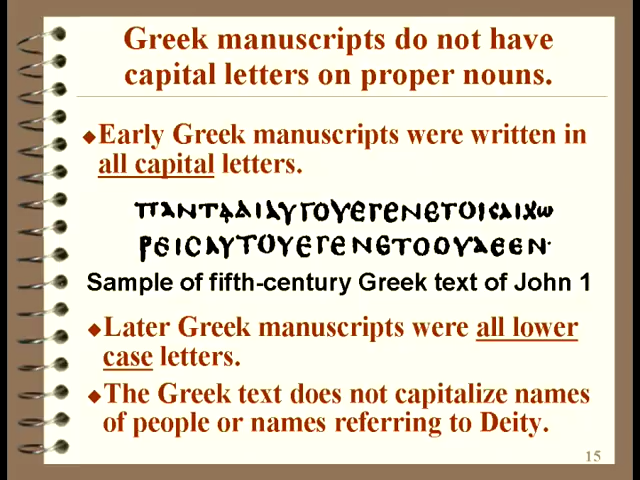 Greek manuscripts do not have
capital letters on proper nouns.
Early Greek manuscripts were written in
all capital letters.
ΠΑΝΤΑΔΙΑΥΤΟΥΕΓΕΝΕΤΟΚΑΙΧΩ
ΡΕΙCΑΥΤΟΥΕΓΕΝΕΤΟΟΥΔΕΕΝ·
Sample of fifth-century Greek text of John 1
Later Greek manuscripts were all lower
case letters.
The Greek text does not capitalize names
of people or names referring to Deity.
15